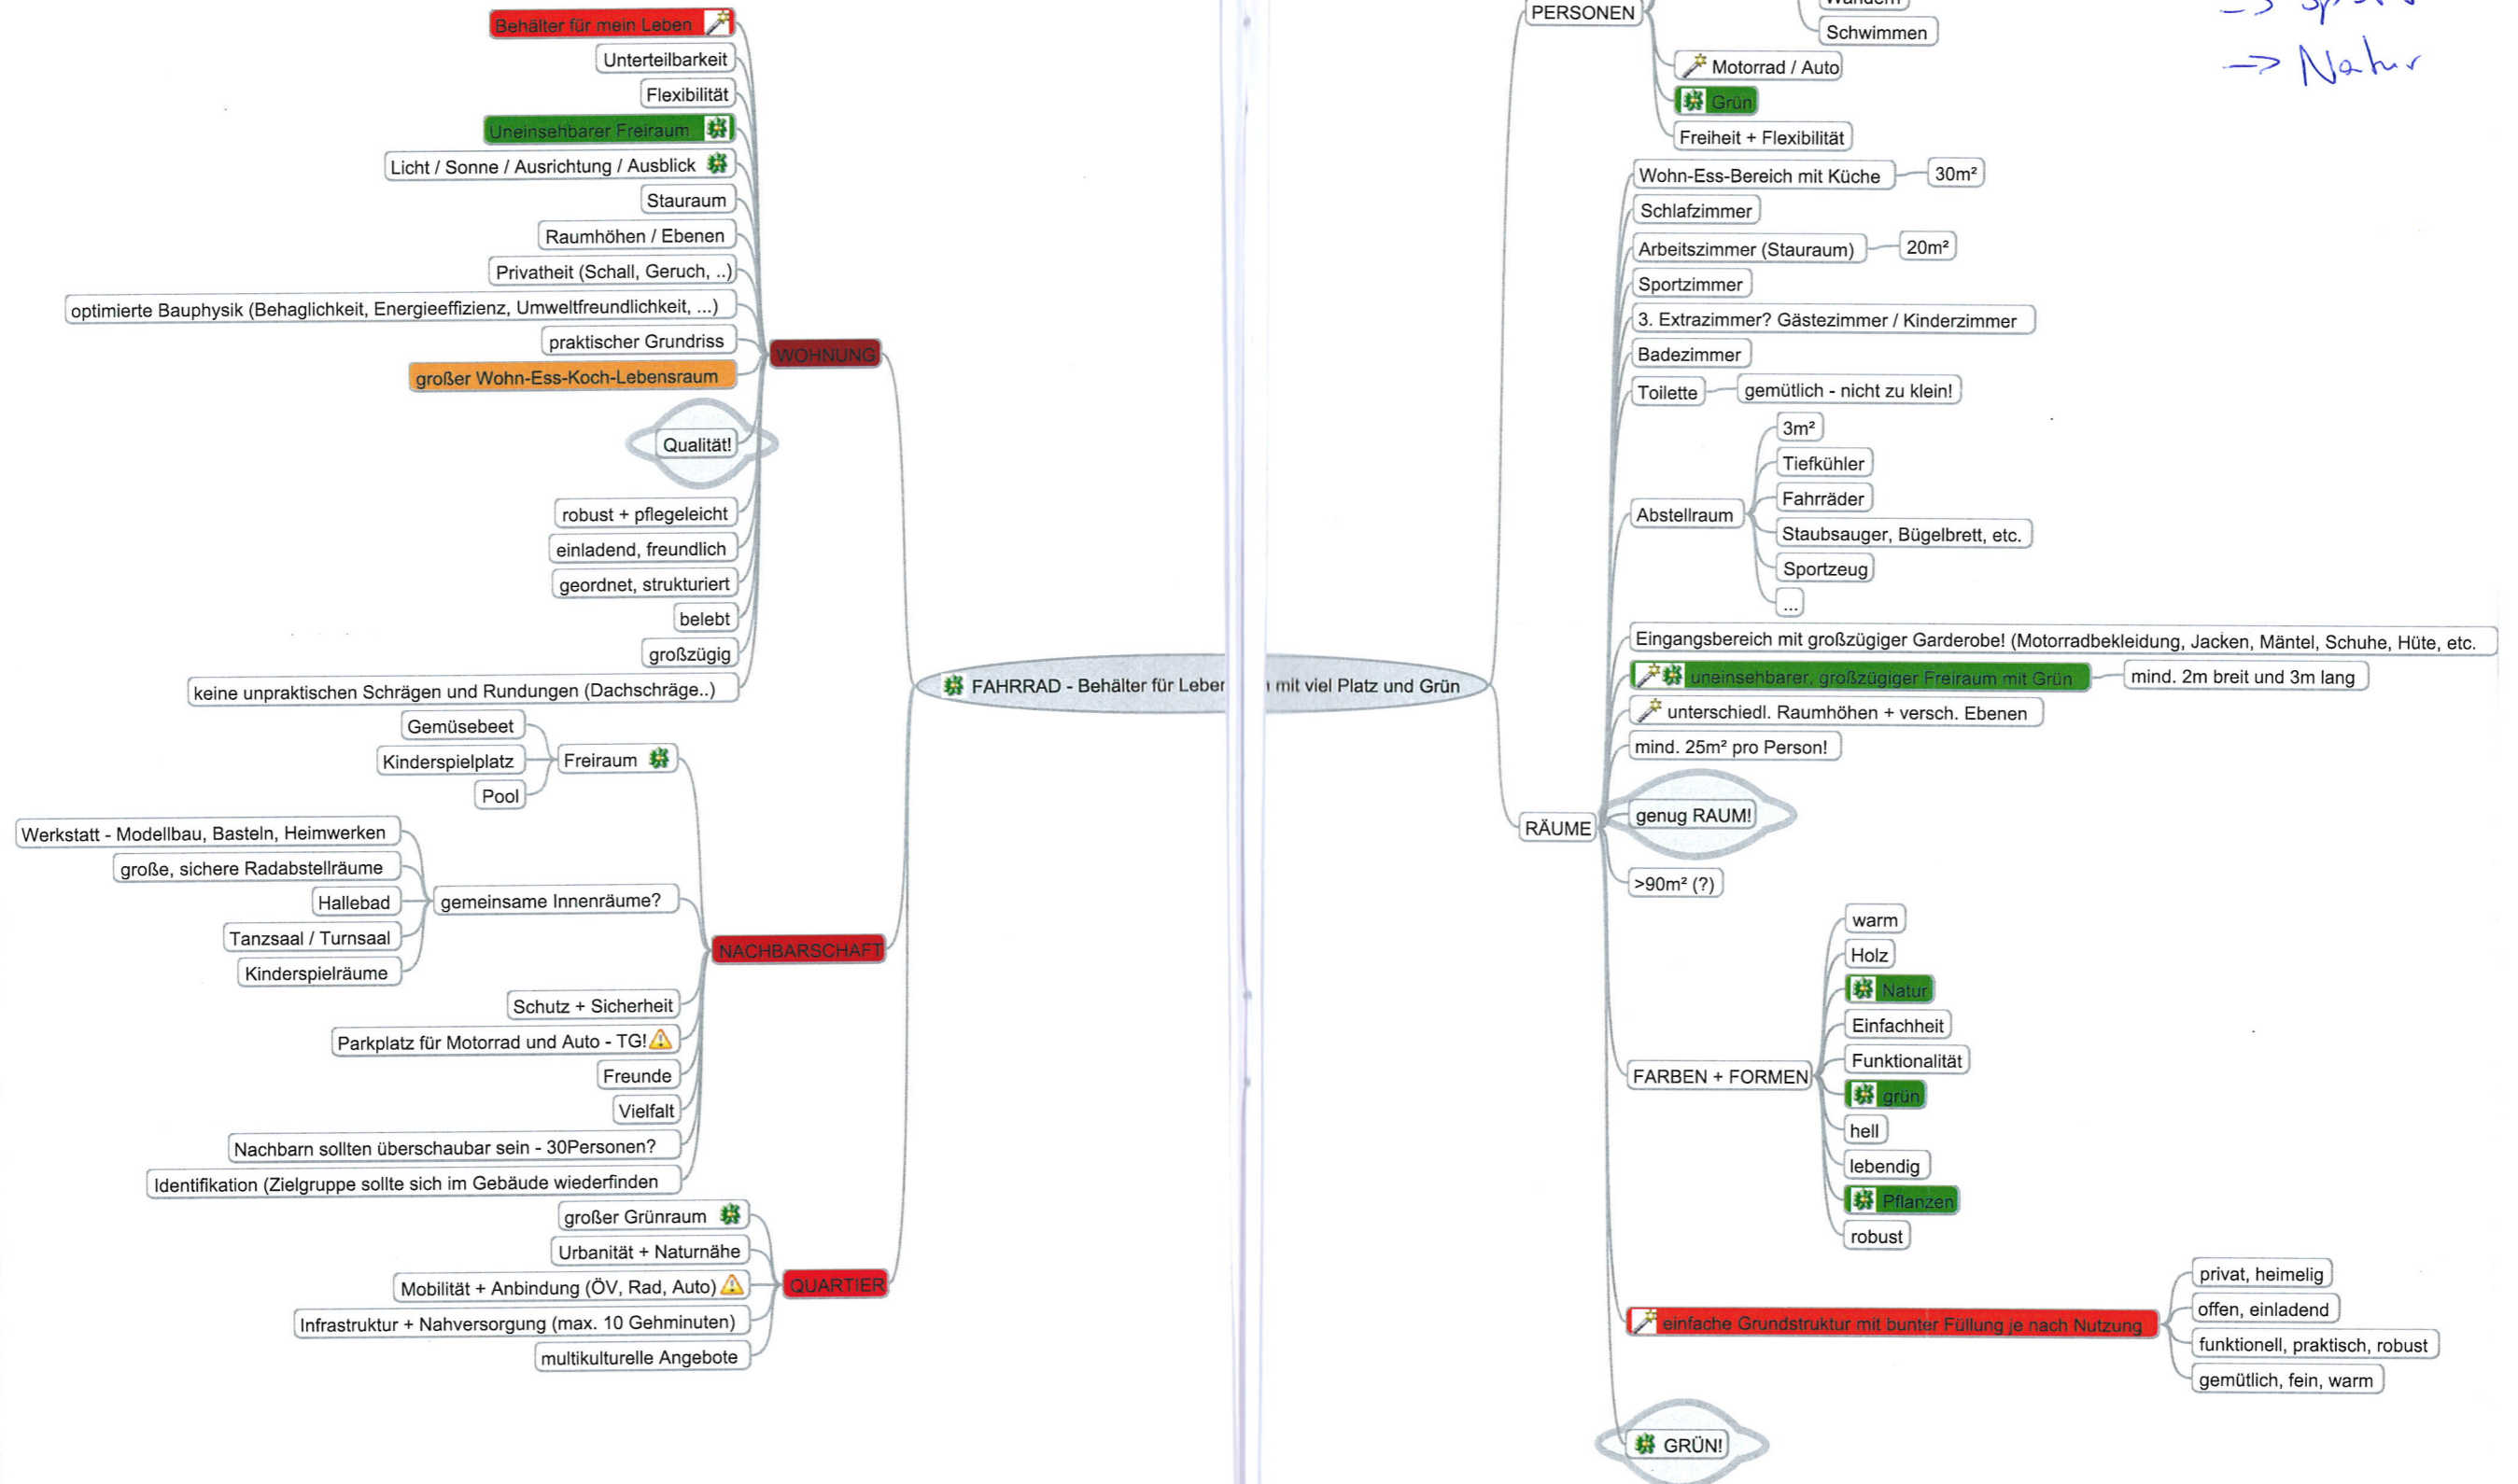 Behälter für mein Leben
Unterteilbarkeit
Flexibilität
Uneinsehbarer Freiraum
Licht / Sonne / Ausrichtung / Ausblick
Stauraum
Raumhöhen / Ebenen
Privatheit (Schall, Geruch, ..)
optimierte Bauphysik (Behaglichkeit, Energieeffizienz, Umweltfreundlichkeit, ...)
praktischer Grundriss
großer Wohn-Ess-Koch-Lebensraum
Qualität!
robust + pflegeleicht
einladend, freundlich
geordnet, strukturiert
belebt
großzügig
keine unpraktischen Schrägen und Rundungen (Dachschräge..)
WOHNUNG
Gemüsebeet
Kinderspielplatz
Pool
Freiraum
Werkstatt - Modellbau, Basteln, Heimwerken
große, sichere Radabstellräume
Hallebad
Tanzsaal / Turnsaal
Kinderspielräume
gemeinsame Innenräume?
Schutz + Sicherheit
Parkplatz für Motorrad und Auto - TG!
Freunde
Vielfalt
Nachbarn sollten überschaubar sein - 30Personen?
Identifikation (Zielgruppe sollte sich im Gebäude wiederfinden
NACHBARSCHAFT
großer Grünraum
Urbanität + Naturnähe
Mobilität + Anbindung (ÖV, Rad, Auto)
Infrastruktur + Nahversorgung (max. 10 Gehminuten)
multikulturelle Angebote
QUARTIER
FAHRRAD - Behälter für Leben mit viel Platz und Grün
PERSONEN
Wandern
Schwimmen
Motorrad / Auto
Grün
Freiheit + Flexibilität
-> Natur
RÄUME
Wohn-Ess-Bereich mit Küche
30m²
Schlafzimmer
Arbeitszimmer (Stauraum)
20m²
Sportzimmer
3. Extrazimmer? Gästezimmer / Kinderzimmer
Badezimmer
Toilette
gemütlich - nicht zu klein!
Abstellraum
3m²
Tiefkühler
Fahrräder
Staubsauger, Bügelbrett, etc.
Sportzeug
...
Eingangsbereich mit großzügiger Garderobe! (Motorradbekleidung, Jacken, Mäntel, Schuhe, Hüte, etc.
uneinsehbarer, großzügiger Freiraum mit Grün
mind. 2m breit und 3m lang
unterschiedl. Raumhöhen + versch. Ebenen
mind. 25m² pro Person!
genug RAUM!
>90m² (?)
FARBEN + FORMEN
warm
Holz
Natur
Einfachheit
Funktionalität
grün
hell
lebendig
Pflanzen
robust
einfache Grundstruktur mit bunter Füllung je nach Nutzung
privat, heimelig
offen, einladend
funktionell, praktisch, robust
gemütlich, fein, warm
GRÜN!